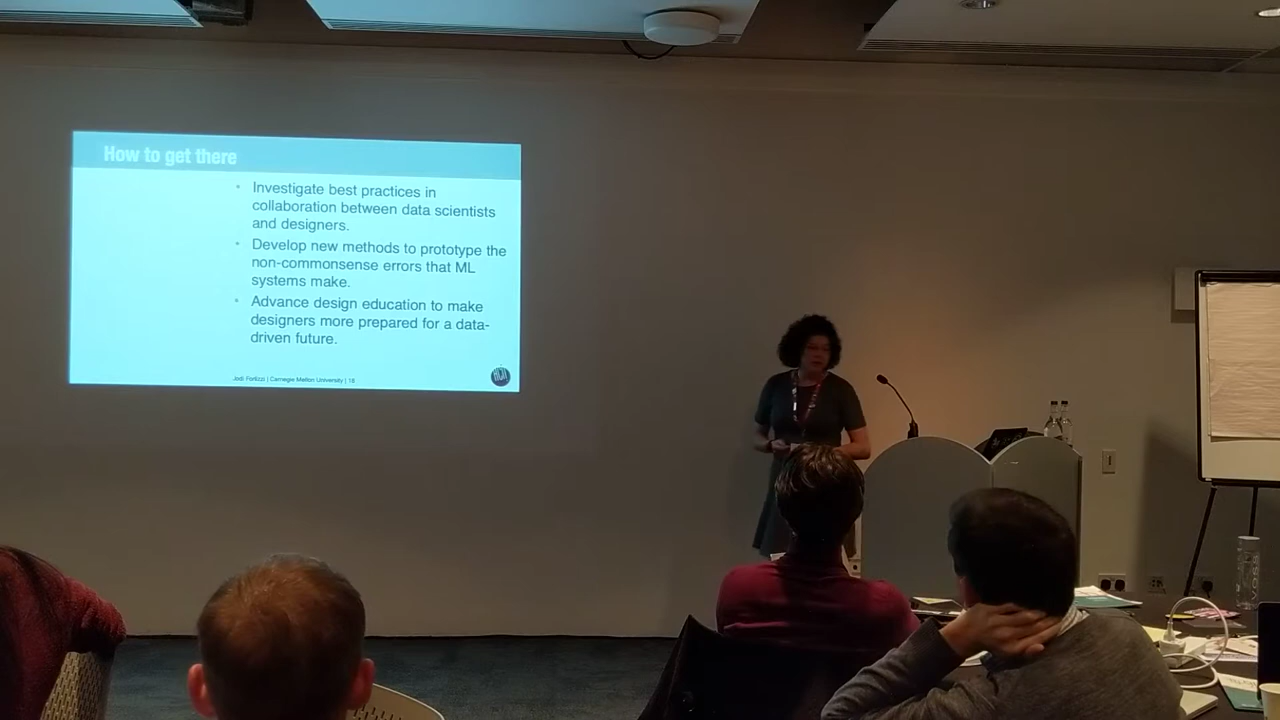 How to get there
• Investigate best practices in
collaboration between data scientists
and designers.
• Develop new methods to prototype the
non-commonsense errors that ML
systems make.
• Advance design education to make
designers more prepared for a data-
driven future.
Jodi Forlizzi | Carnegie Mellon University | 18